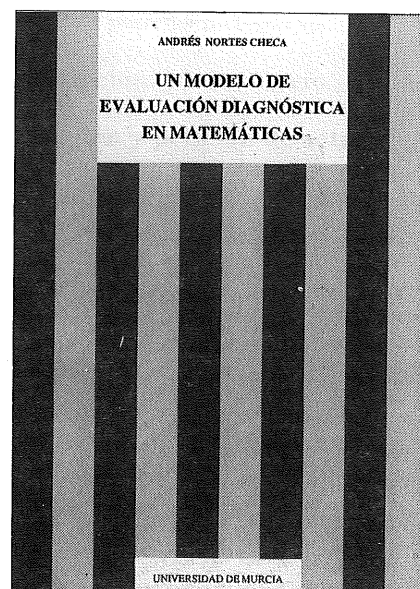 ANDRÉS NORTES CHECA
UN MODELO DE
EVALUACIÓN DIAGNÓSTICA
EN MATEMÁTICAS
UNIVERSIDAD DE MURCIA